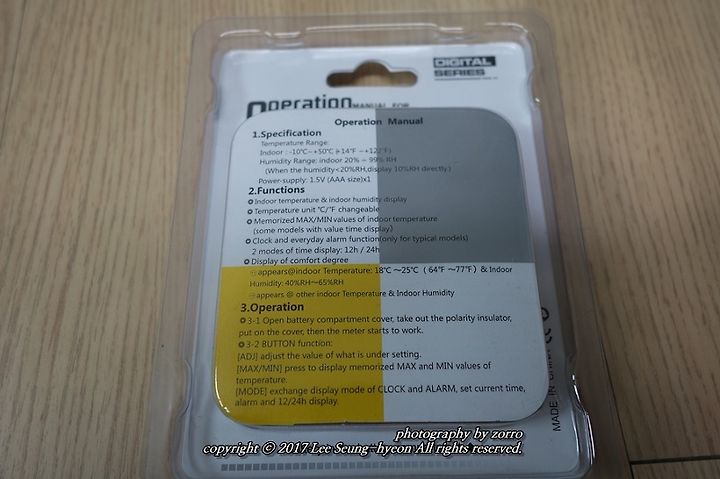 DIGITAL
SERIES
Operation MANUAL FOR
Operation Manual
1.Specification
Temperature Range:
Indoor : -10℃~+50℃ (+14℉ ~+122℉)
Humidity Range: indoor 20% ~ 99% RH
(When the humidity<20%RH,display 10%RH directly.)
Power-supply: 1.5V (AAA size)x1
2.Functions
Indoor temperature & indoor humidity display
Temperature unit ℃/℉ changeable
Memorized MAX/MIN values of indoor temperature
(some models with value time display)
Clock and everyday alarm function(only for typical models)
2 modes of time display: 12h / 24h
Display of comfort degree
appears@indoor Temperature: 18℃ ～25℃ ( 64℉ ～77℉) & Indoor
Humidity: 40%RH～65%RH
appears @ other indoor Temperature & Indoor Humidity
3.Operation
3-1 Open battery compartment cover, take out the polarity insulator,
put on the cover, then the meter starts to work.
3-2 BUTTON function:
[ADJ] adjust the value of what is under setting.
[MAX/MIN] press to display memorized MAX and MIN values of
temperature.
[MODE] exchange display mode of CLOCK and ALARM, set current time,
alarm and 12/24h display.
MADE IN CHINA
photography by zorro
copyright © 2017 Lee Seung-hyeon All rights reserved.